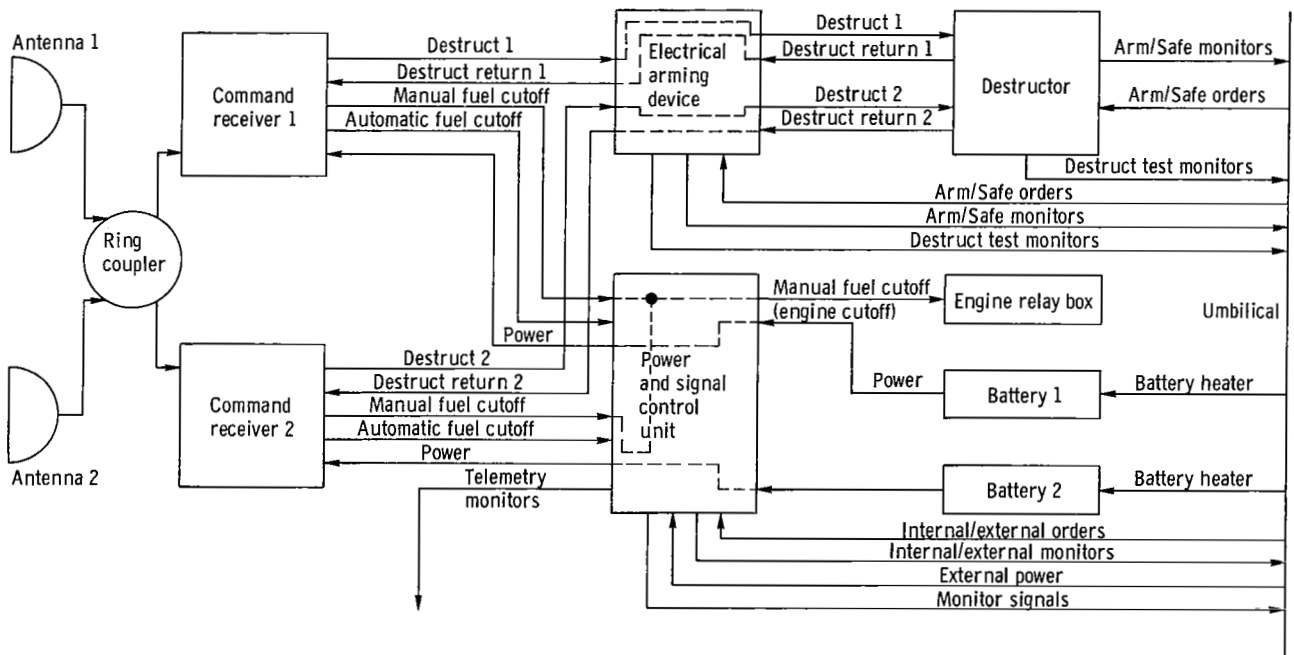 Antenna 1
Command
receiver 1
Destruct 1
Destruct return 1
Manual fuel cutoff
Automatic fuel cutoff
Electrical
arming
device
Destruct 1
Destruct return 1
Destruct 2
Destruct return 2
Destructor
Arm/Safe monitors
Arm/Safe orders
Destruct test monitors
Arm/Safe orders
Arm/Safe monitors
Destruct test monitors
Ring
coupler
Manual fuel cutoff
(engine cutoff)
Engine relay box
Umbilical
Power
Antenna 2
Command
receiver 2
Destruct 2
Destruct return 2
Manual fuel cutoff
Automatic fuel cutoff
Power
Telemetry
monitors
Power
and signal
control
unit
Power
Battery 1
Battery heater
Battery 2
Battery heater
Internal/external orders
Internal/external monitors
External power
Monitor signals